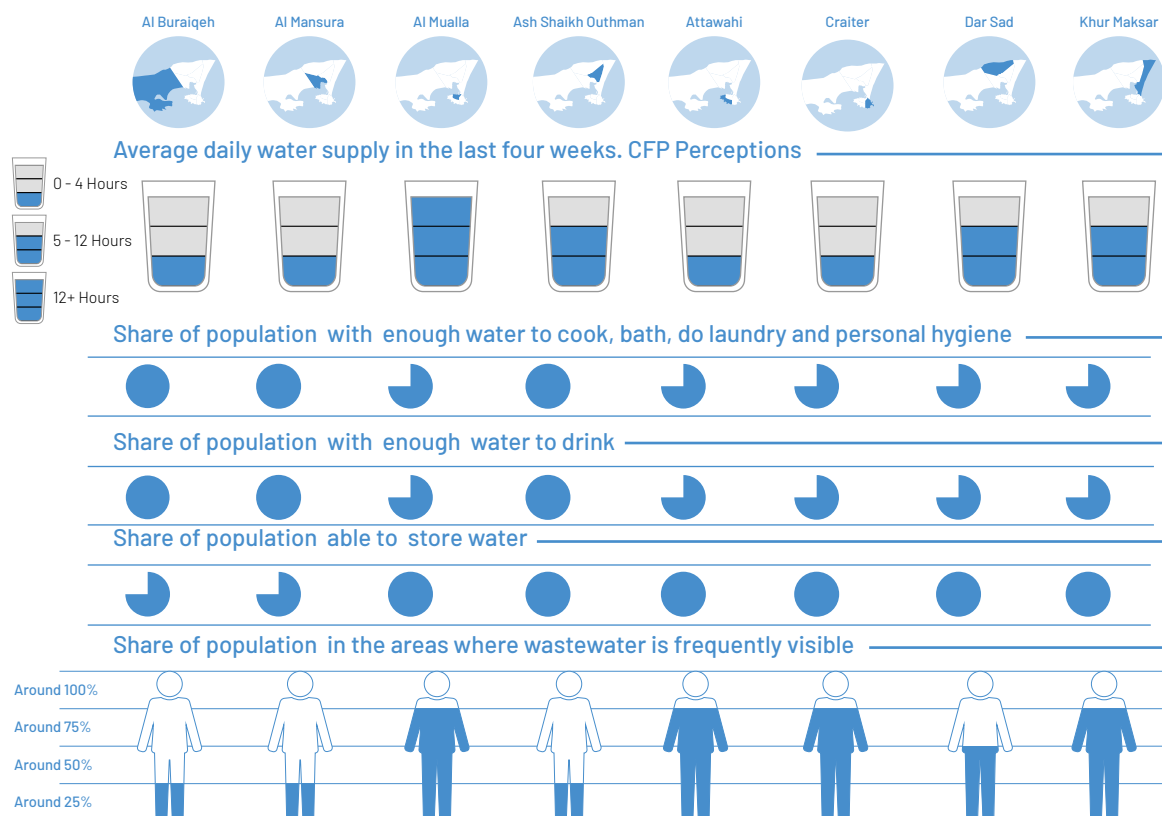 Al Buraiqeh Al Mansura Al Mualla Ash Shaikh Outhman Attawahi Craiter Dar Sad Khur Maksar
Average daily water supply in the last four weeks. CFP Perceptions
0 - 4 Hours
5 - 12 Hours
12+ Hours
Share of population with enough water to cook, bath, do laundry and personal hygiene
Share of population with enough water to drink
Share of population able to store water
Share of population in the areas where wastewater is frequently visible
Around 100%
Around 75%
Around 50%
Around 25%